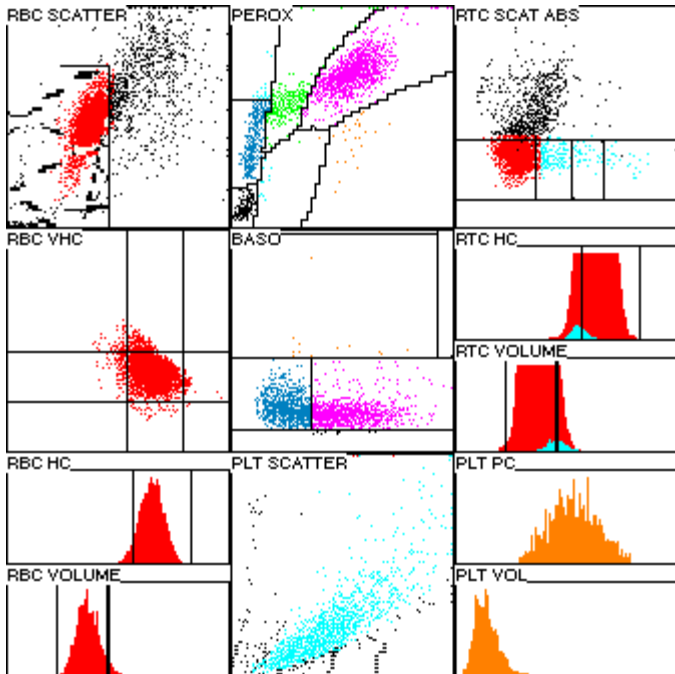 RBC SCATTER
PEROX
RTC SCAT ABS
RBC VHC
BASO
RTC HC
RTC VOLUME
RBC HC
PLT SCATTER
PLT PC
RBC VOLUME
PLT VOL